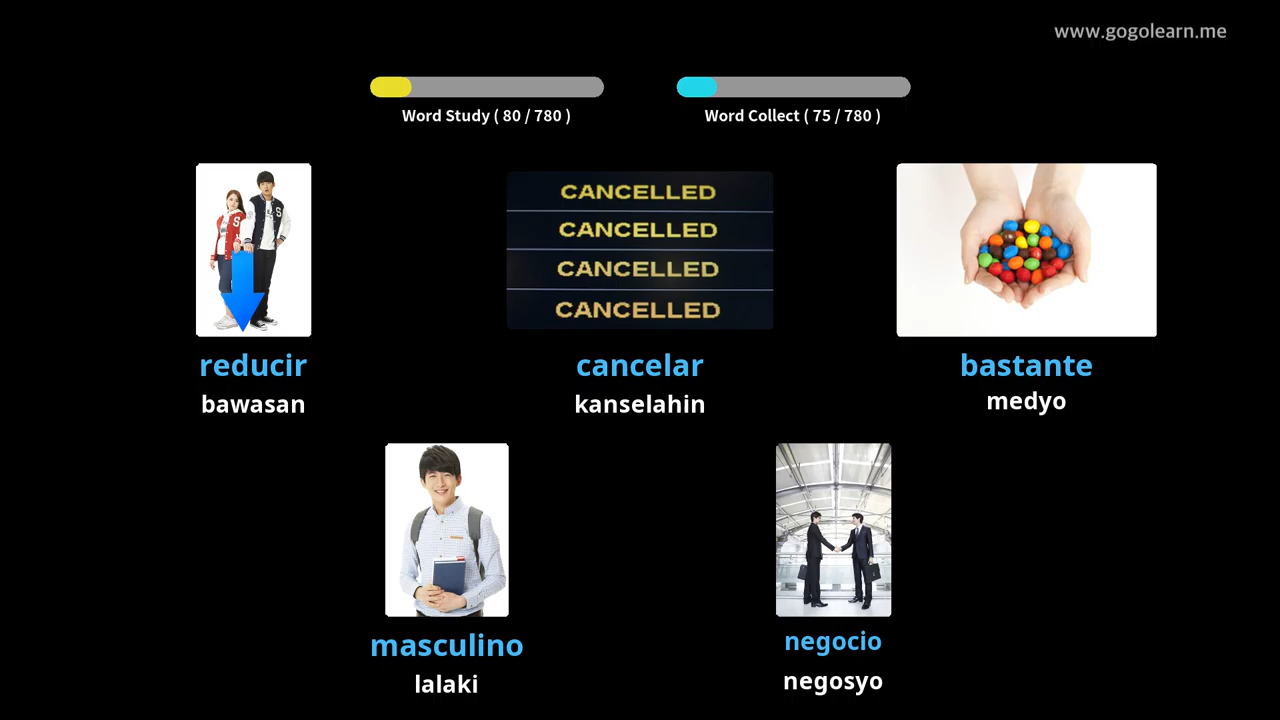 www.gogolearn.me
Word Study ( 80 / 780 )
Word Collect ( 75 / 780 )
CANCELLED
CANCELLED
CANCELLED
CANCELLED
reducir
bawasan
cancelar
kanselahin
bastante
medyo
masculino
lalaki
negocio
negosyo